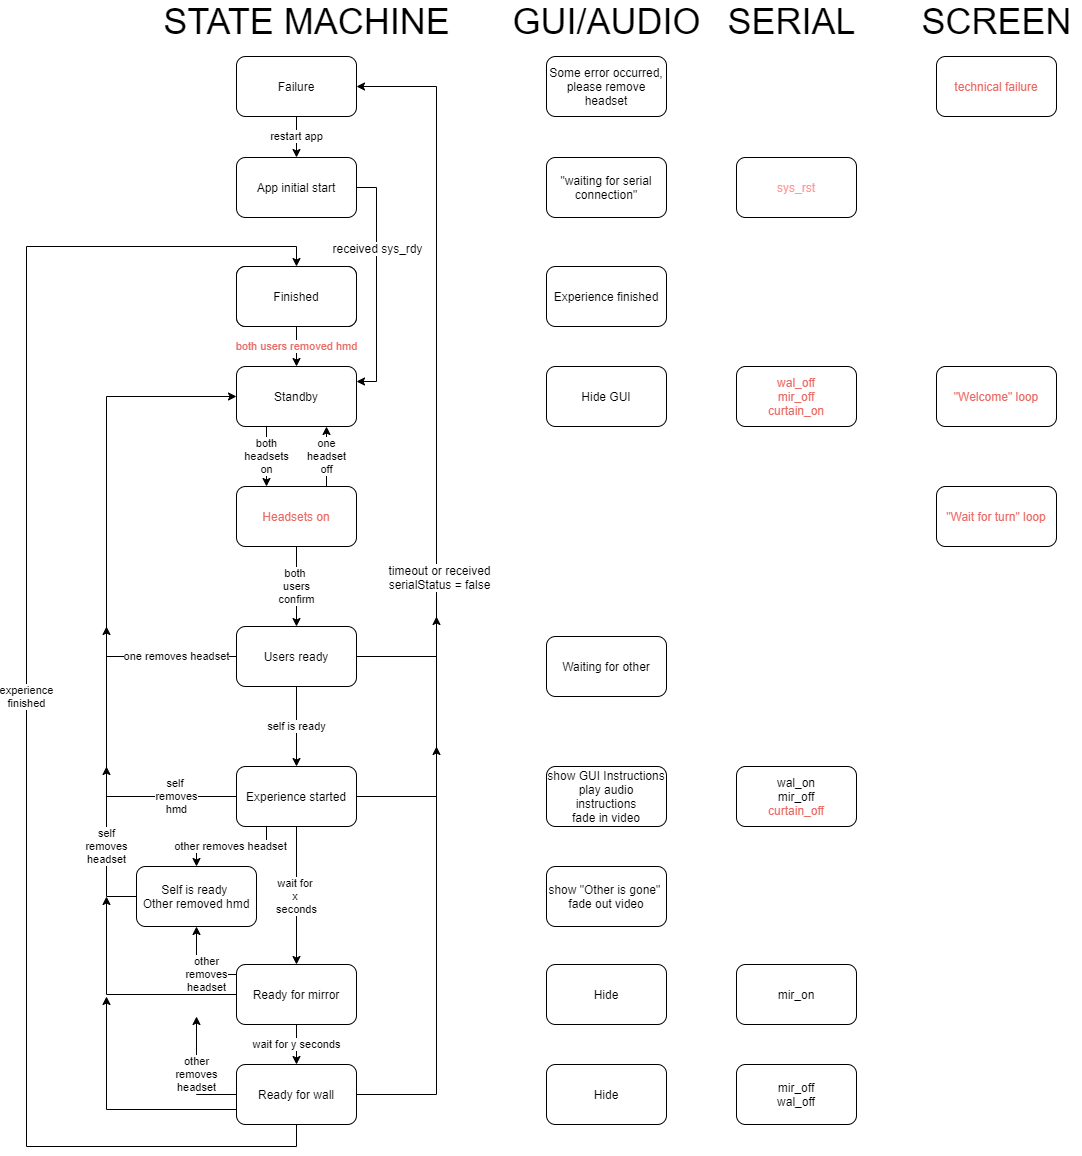 STATE MACHINE
GUI/AUDIO
SERIAL
SCREEN
Failure
Some error occurred,
please remove
headset
technical failure
restart app
App initial start
"waiting for serial
connection"
sys_rst
received sys_rdy
Finished
Experience finished
both users removed hmd
Standby
Hide GUI
wal_off
mir_off
curtain_on
"Welcome" loop
both
headsets
on
one
headset
off
Headsets on
"Wait for turn" loop
both
users
confirm
timeout or received
serialStatus = false
one removes headset
Users ready
Waiting for other
experience
finished
self is ready
self
removes
hmd
Experience started
show GUI Instructions
play audio
instructions
fade in video
wal_on
mir_off
curtain_off
self
removes
headset
other removes headset
Self is ready
Other removed hmd
wait for
x
seconds
show "Other is gone"
fade out video
other
removes
headset
Ready for mirror
Hide
mir_on
wait for y seconds
other
removes
headset
Ready for wall
Hide
mir_off
wal_off